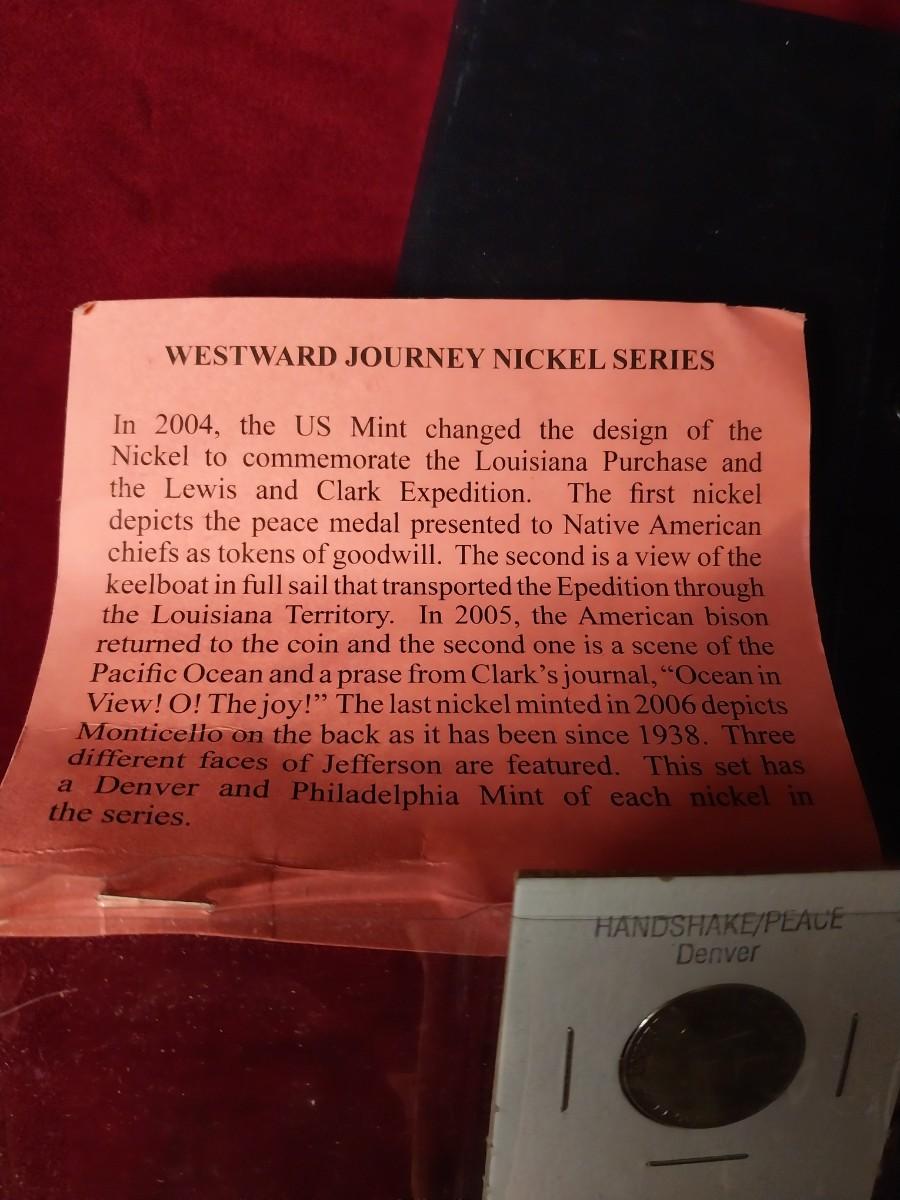 WESTWARD JOURNEY NICKEL SERIES
In 2004, the US Mint changed the design of the
Nickel to commemorate the Louisiana Purchase and
the Lewis and Clark Expedition. The first nickel
depicts the peace medal presented to Native American
chiefs as tokens of goodwill. The second is a view of the
keelboat in full sail that transported the Epedition through
the Louisiana Territory. In 2005, the American bison
returned to the coin and the second one is a scene of the
Pacific Ocean and a prase from Clark's journal, “Ocean in
View! O! The joy!” The last nickel minted in 2006 depicts
Monticello on the back as it has been since 1938. Three
different faces of Jefferson are featured. This set has
a Denver and Philadelphia Mint of each nickel in
the series.
HANDSHAKE/PEACE
Denver